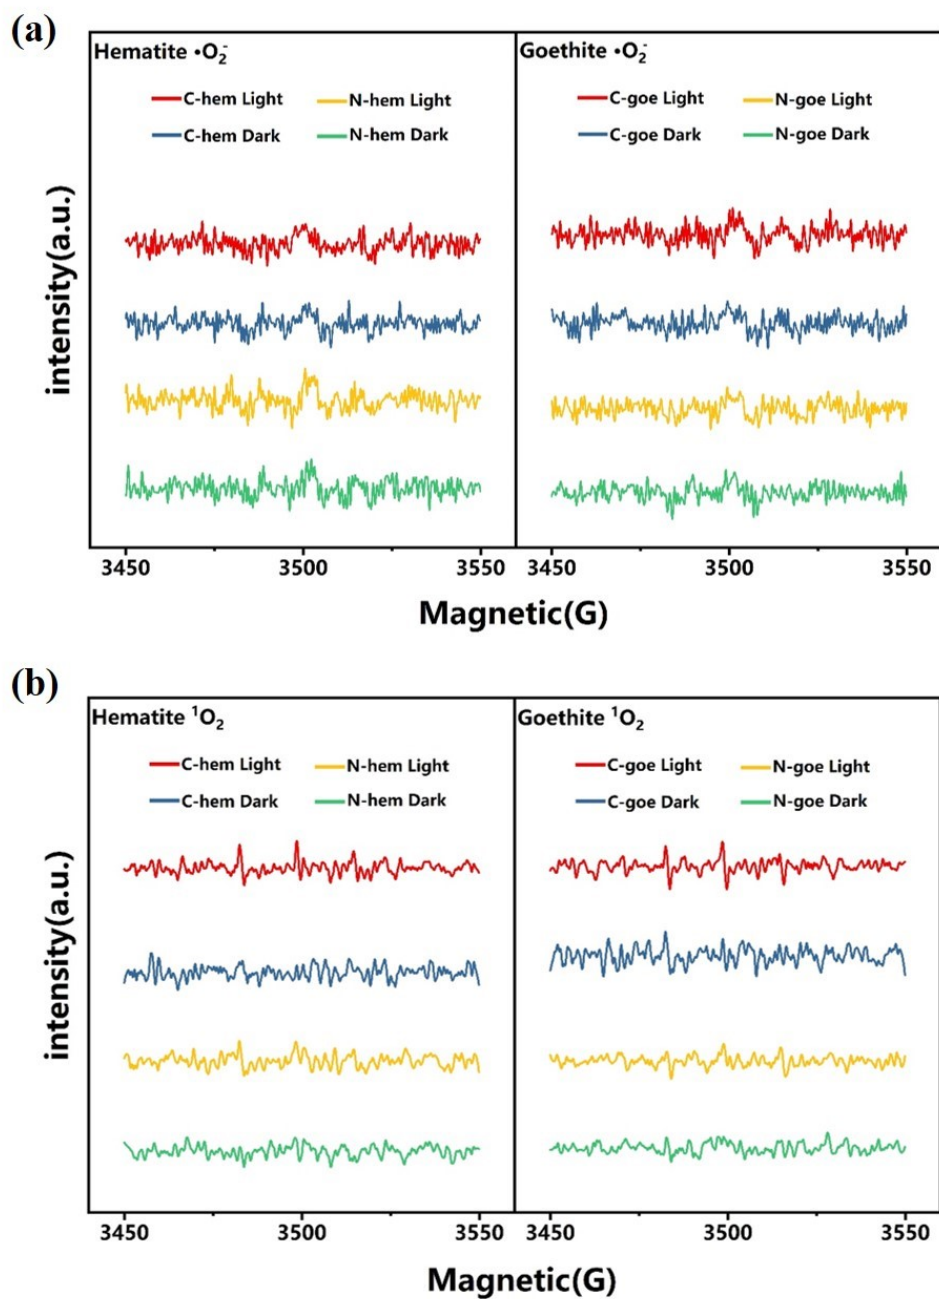 (a)
Hematite •O₂⁻ Goethite •O₂⁻
C-hem Light N-hem Light C-goe Light N-goe Light
C-hem Dark N-hem Dark C-goe Dark N-goe Dark
intensity(a.u.)
3450 3500 3550 3450 3500 3550
Magnetic(G)
(b)
Hematite ¹O₂ Goethite ¹O₂
C-hem Light N-hem Light C-goe Light N-goe Light
C-hem Dark N-hem Dark C-goe Dark N-goe Dark
intensity(a.u.)
3450 3500 3550 3450 3500 3550
Magnetic(G)